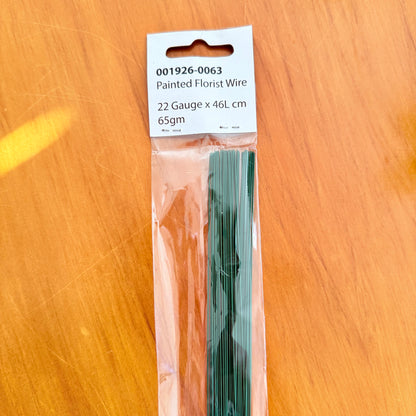 001926-0063
Painted Florist Wire
22 Gauge x 46L cm
65gm